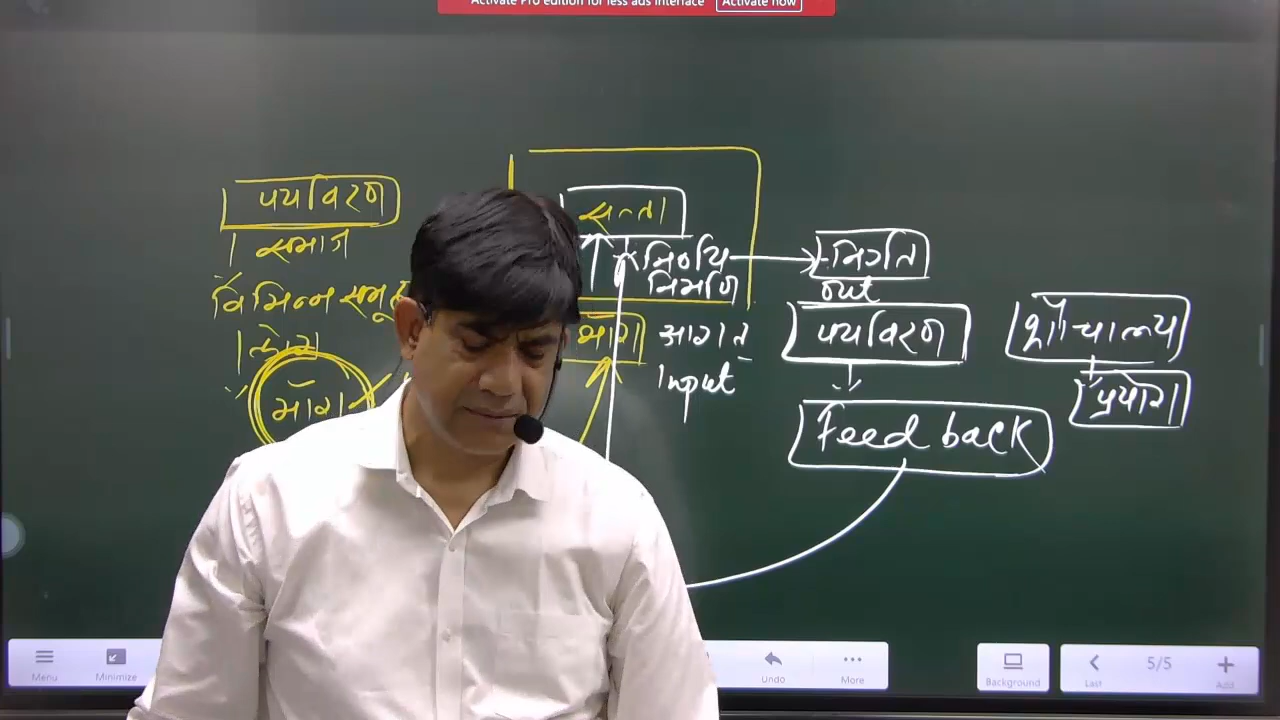 Activate Pro edition for less ads interface Activate now
पर्यावरण
समाज
विभिन्न समूह
माँग
सत्ता
निर्णय
निर्माण
माँग
आगत
Input
निर्गत
out
पर्यावरण
Feed back
शौचालय
प्रयोग
Menu
Minimize
Undo
More
Background
Last
5/5
Add